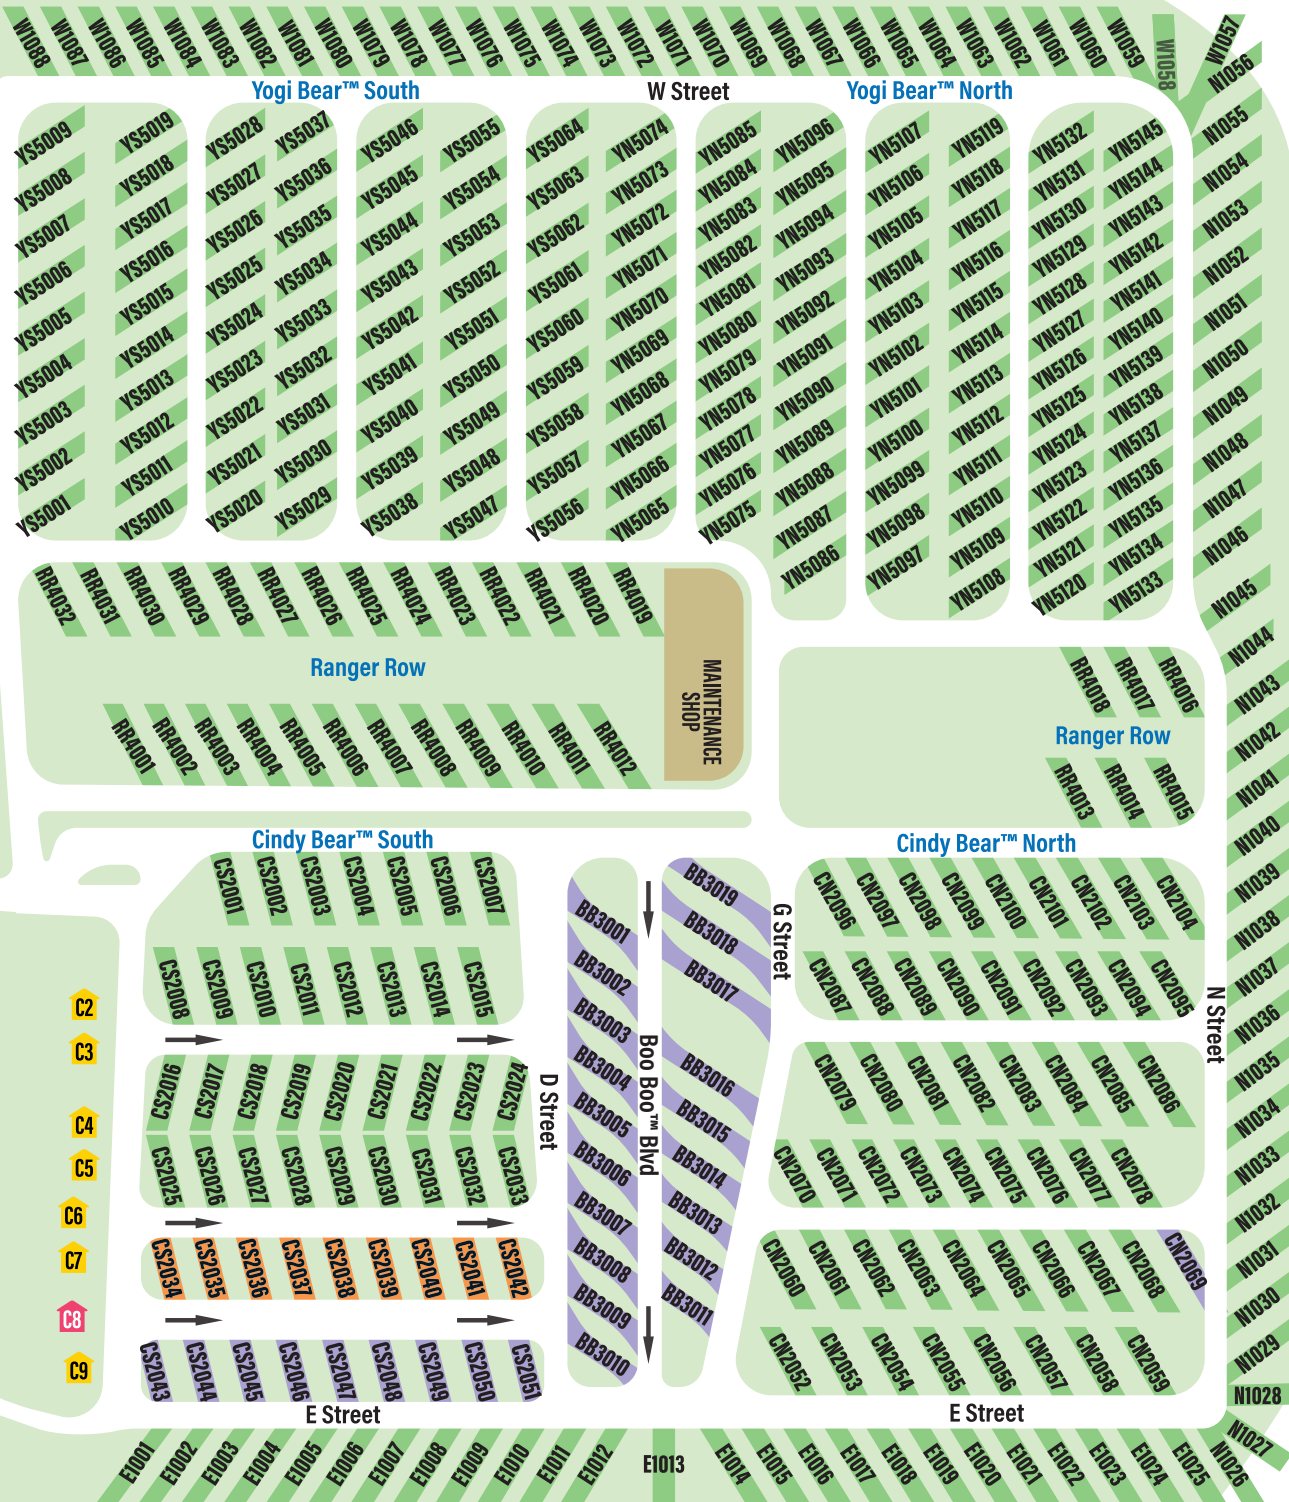 W1088 W1087 W1086 W1085 W1084 W1083 W1082 W1081 W1080 W1079 W1078 W1077 W1076 W1075 W1074 W1073 W1072 W1071 W1070 W1069 W1068 W1067 W1066 W1065 W1064 W1063 W1062 W1061 W1060 W1059 W1058 W1057
Yogi Bear™ South
W Street
Yogi Bear™ North
YS5009
YS5008
YS5007
YS5006
YS5005
YS5004
YS5003
YS5002
YS5001
YS5019
YS5018
YS5017
YS5016
YS5015
YS5014
YS5013
YS5012
YS5011
YS5010
YS5028
YS5027
YS5026
YS5025
YS5024
YS5023
YS5022
YS5021
YS5020
YS5037
YS5036
YS5035
YS5034
YS5033
YS5032
YS5031
YS5030
YS5029
YS5046
YS5045
YS5044
YS5043
YS5042
YS5041
YS5040
YS5039
YS5038
YS5055
YS5054
YS5053
YS5052
YS5051
YS5050
YS5049
YS5048
YS5047
YS5064
YS5063
YS5062
YS5061
YS5060
YS5059
YS5058
YS5057
YS5056
YN5074
YN5073
YN5072
YN5071
YN5070
YN5069
YN5068
YN5067
YN5066
YN5065
YN5085
YN5084
YN5083
YN5082
YN5081
YN5080
YN5079
YN5078
YN5077
YN5076
YN5075
YN5096
YN5095
YN5094
YN5093
YN5092
YN5091
YN5090
YN5089
YN5088
YN5087
YN5086
YN5107
YN5106
YN5105
YN5104
YN5103
YN5102
YN5101
YN5100
YN5099
YN5098
YN5097
YN5119
YN5118
YN5117
YN5116
YN5115
YN5114
YN5113
YN5112
YN5111
YN5110
YN5109
YN5108
YN5132
YN5131
YN5130
YN5129
YN5128
YN5127
YN5126
YN5125
YN5124
YN5123
YN5122
YN5121
YN5120
YN5145
YN5144
YN5143
YN5142
YN5141
YN5140
YN5139
YN5138
YN5137
YN5136
YN5135
YN5134
YN5133
N1056
N1055
N1054
N1053
N1052
N1051
N1050
N1049
N1048
N1047
N1046
N1045
N1044
N1043
N1042
N1041
N1040
N1039
N1038
N1037
N1036
N1035
N1034
N1033
N1032
N1031
N1030
N1029
N1028
N1027
N1026
RR4032 RR4031 RR4030 RR4029 RR4028 RR4027 RR4026 RR4025 RR4024 RR4023 RR4022 RR4021 RR4020 RR4019
Ranger Row
RR4001 RR4002 RR4003 RR4004 RR4005 RR4006 RR4007 RR4008 RR4009 RR4010 RR4011 RR4012
MAINTENANCE
SHOP
RR4018 RR4017 RR4016
Ranger Row
RR4013 RR4014 RR4015
Cindy Bear™ South
CS2001 CS2002 CS2003 CS2004 CS2005 CS2006 CS2007
CS2008 CS2009 CS2010 CS2011 CS2012 CS2013 CS2014 CS2015
CS2016 CS2017 CS2018 CS2019 CS2020 CS2021 CS2022 CS2023 CS2024
CS2025 CS2026 CS2027 CS2028 CS2029 CS2030 CS2031 CS2032 CS2033
CS2034 CS2035 CS2036 CS2037 CS2038 CS2039 CS2040 CS2041 CS2042
CS2043 CS2044 CS2045 CS2046 CS2047 CS2048 CS2049 CS2050 CS2051
C2
C3
C4
C5
C6
C7
C8
C9
D Street
BB3001
BB3002
BB3003
BB3004
BB3005
BB3006
BB3007
BB3008
BB3009
BB3010
Boo Boo™ Blvd
BB3019
BB3018
BB3017
BB3016
BB3015
BB3014
BB3013
BB3012
BB3011
G Street
Cindy Bear™ North
CN2096 CN2097 CN2098 CN2099 CN2100 CN2101 CN2102 CN2103 CN2104
CN2087 CN2088 CN2089 CN2090 CN2091 CN2092 CN2093 CN2094 CN2095
N Street
CN2079 CN2080 CN2081 CN2082 CN2083 CN2084 CN2085 CN2086
CN2070 CN2071 CN2072 CN2073 CN2074 CN2075 CN2076 CN2077 CN2078
CN2060 CN2061 CN2062 CN2063 CN2064 CN2065 CN2066 CN2067 CN2068 CN2069
CN2052 CN2053 CN2054 CN2055 CN2056 CN2057 CN2058 CN2059
E Street
E Street
E1001 E1002 E1003 E1004 E1005 E1006 E1007 E1008 E1009 E1010 E1011 E1012 E1013 E1014 E1015 E1016 E1017 E1018 E1019 E1020 E1021 E1022 E1023 E1024 E1025